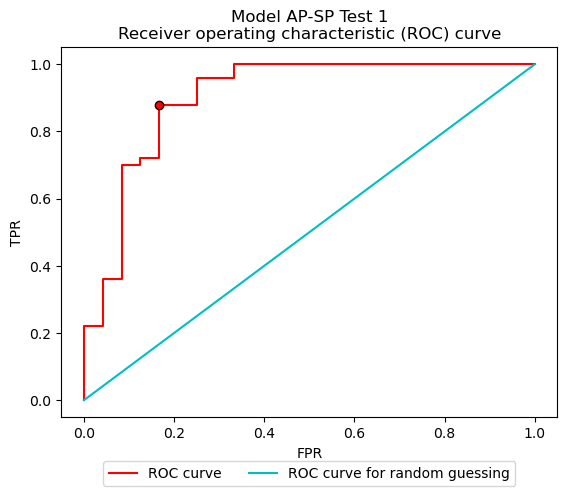 Model AP-SP Test 1
Receiver operating characteristic (ROC) curve
1.0
0.8
0.6
0.4
0.2
0.0
TPR
0.0 0.2 0.4 0.6 0.8 1.0
FPR
ROC curve ROC curve for random guessing